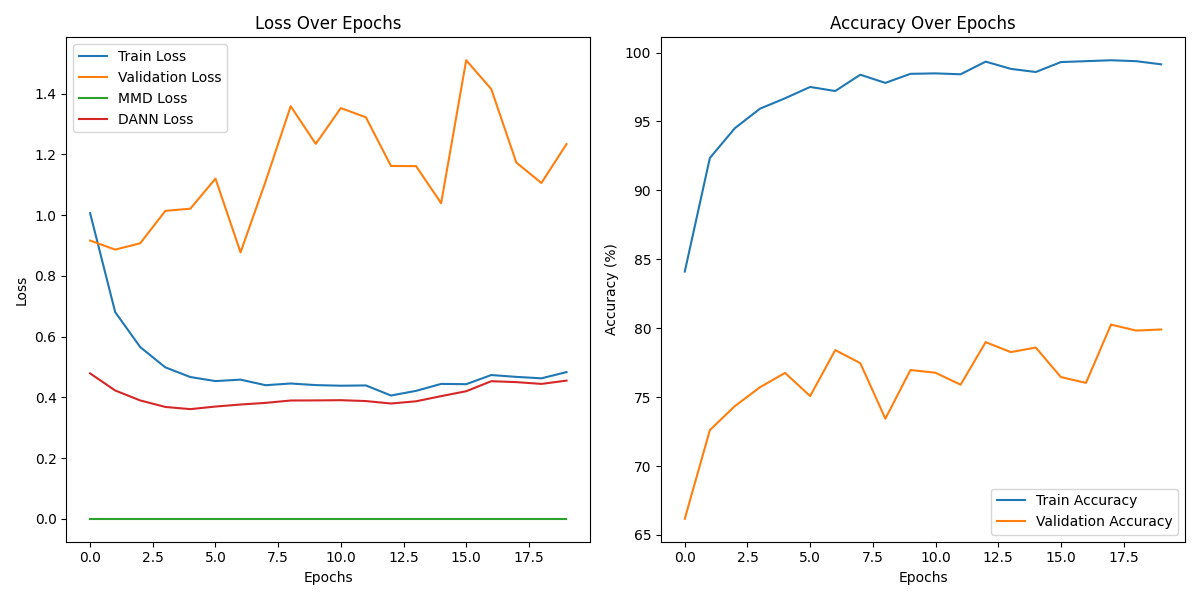 Loss Over Epochs
Train Loss
Validation Loss
MMD Loss
DANN Loss
Loss
1.4
1.2
1.0
0.8
0.6
0.4
0.2
0.0
0.0 2.5 5.0 7.5 10.0 12.5 15.0 17.5
Epochs
Accuracy Over Epochs
Accuracy (%)
100
95
90
85
80
75
70
65
Train Accuracy
Validation Accuracy
0.0 2.5 5.0 7.5 10.0 12.5 15.0 17.5
Epochs